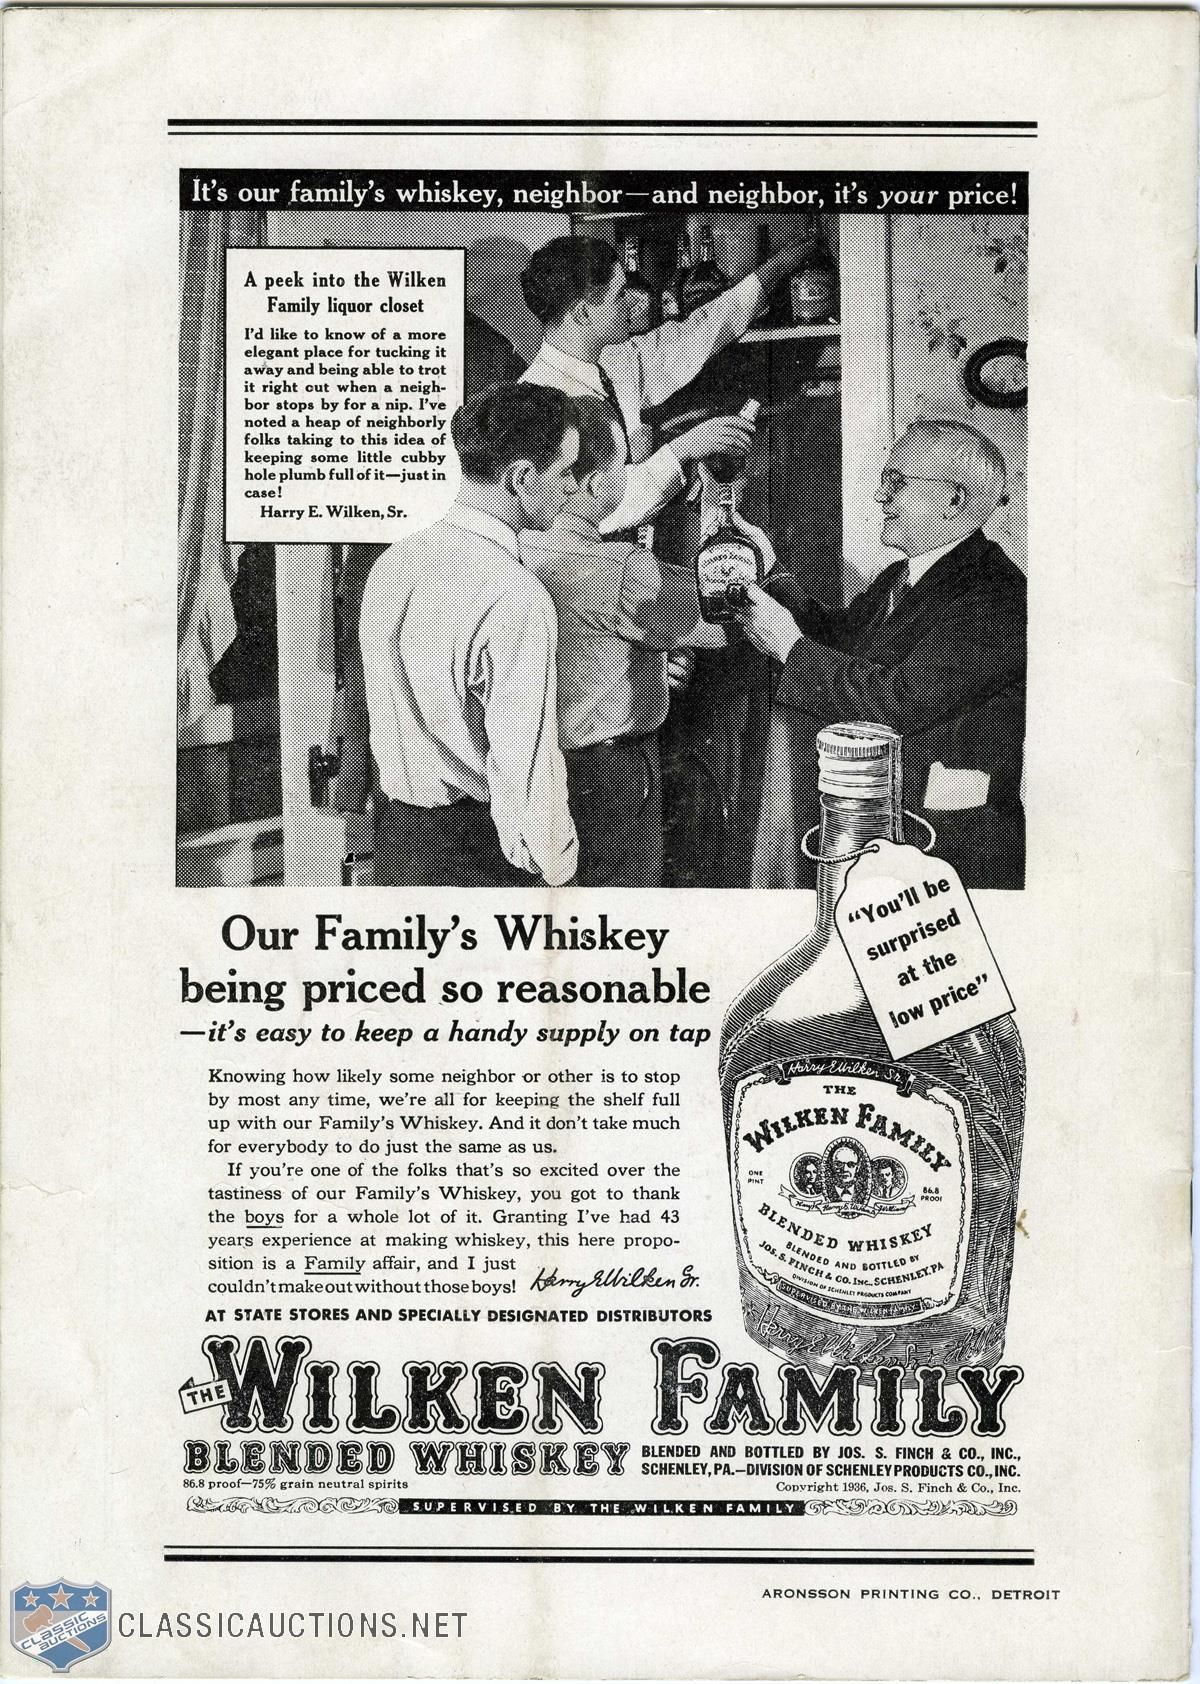 It's our family's whiskey, neighbor—and neighbor, it's your price!
A peek into the Wilken
Family liquor closet
I'd like to know of a more
elegant place for tucking it
away and being able to trot
it right out when a neigh-
bor stops by for a nip. I've
noted a heap of neighborly
folks taking to this idea of
keeping some little cubby
hole plumb full of it—just in
case!
Harry E. Wilken, Sr.
"You'll be
surprised
at the
low price"
Our Family's Whiskey
being priced so reasonable
—it's easy to keep a handy supply on tap
Knowing how likely some neighbor or other is to stop
by most any time, we're all for keeping the shelf full
up with our Family's Whiskey. And it don't take much
for everybody to do just the same as us.
If you're one of the folks that's so excited over the
tastiness of our Family's Whiskey, you got to thank
the boys for a whole lot of it. Granting I've had 43
years experience at making whiskey, this here propo-
sition is a Family affair, and I just
couldn't make out without those boys!
Harry E Wilken Sr.
Harry E Wilken Sr.
THE
WILKEN FAMILY
ONE
PINT
86.8
PROOF
BLENDED WHISKEY
BLENDED AND BOTTLED BY
JOS. S. FINCH & CO. INC., SCHENLEY, PA
DIVISION OF SCHENLEY PRODUCTS COMPANY
SUPERVISED BY THE WILKEN FAMILY
AT STATE STORES AND SPECIALLY DESIGNATED DISTRIBUTORS
THE WILKEN FAMILY
BLENDED WHISKEY
BLENDED AND BOTTLED BY JOS. S. FINCH & CO., INC.,
SCHENLEY, PA.—DIVISION OF SCHENLEY PRODUCTS CO., INC.
86.8 proof—75% grain neutral spirits
Copyright 1936, Jos. S. Finch & Co., Inc.
SUPERVISED BY THE WILKEN FAMILY
ARONSSON PRINTING CO., DETROIT
CLASSIC
AUCTIONS
CLASSICAUCTIONS.NET